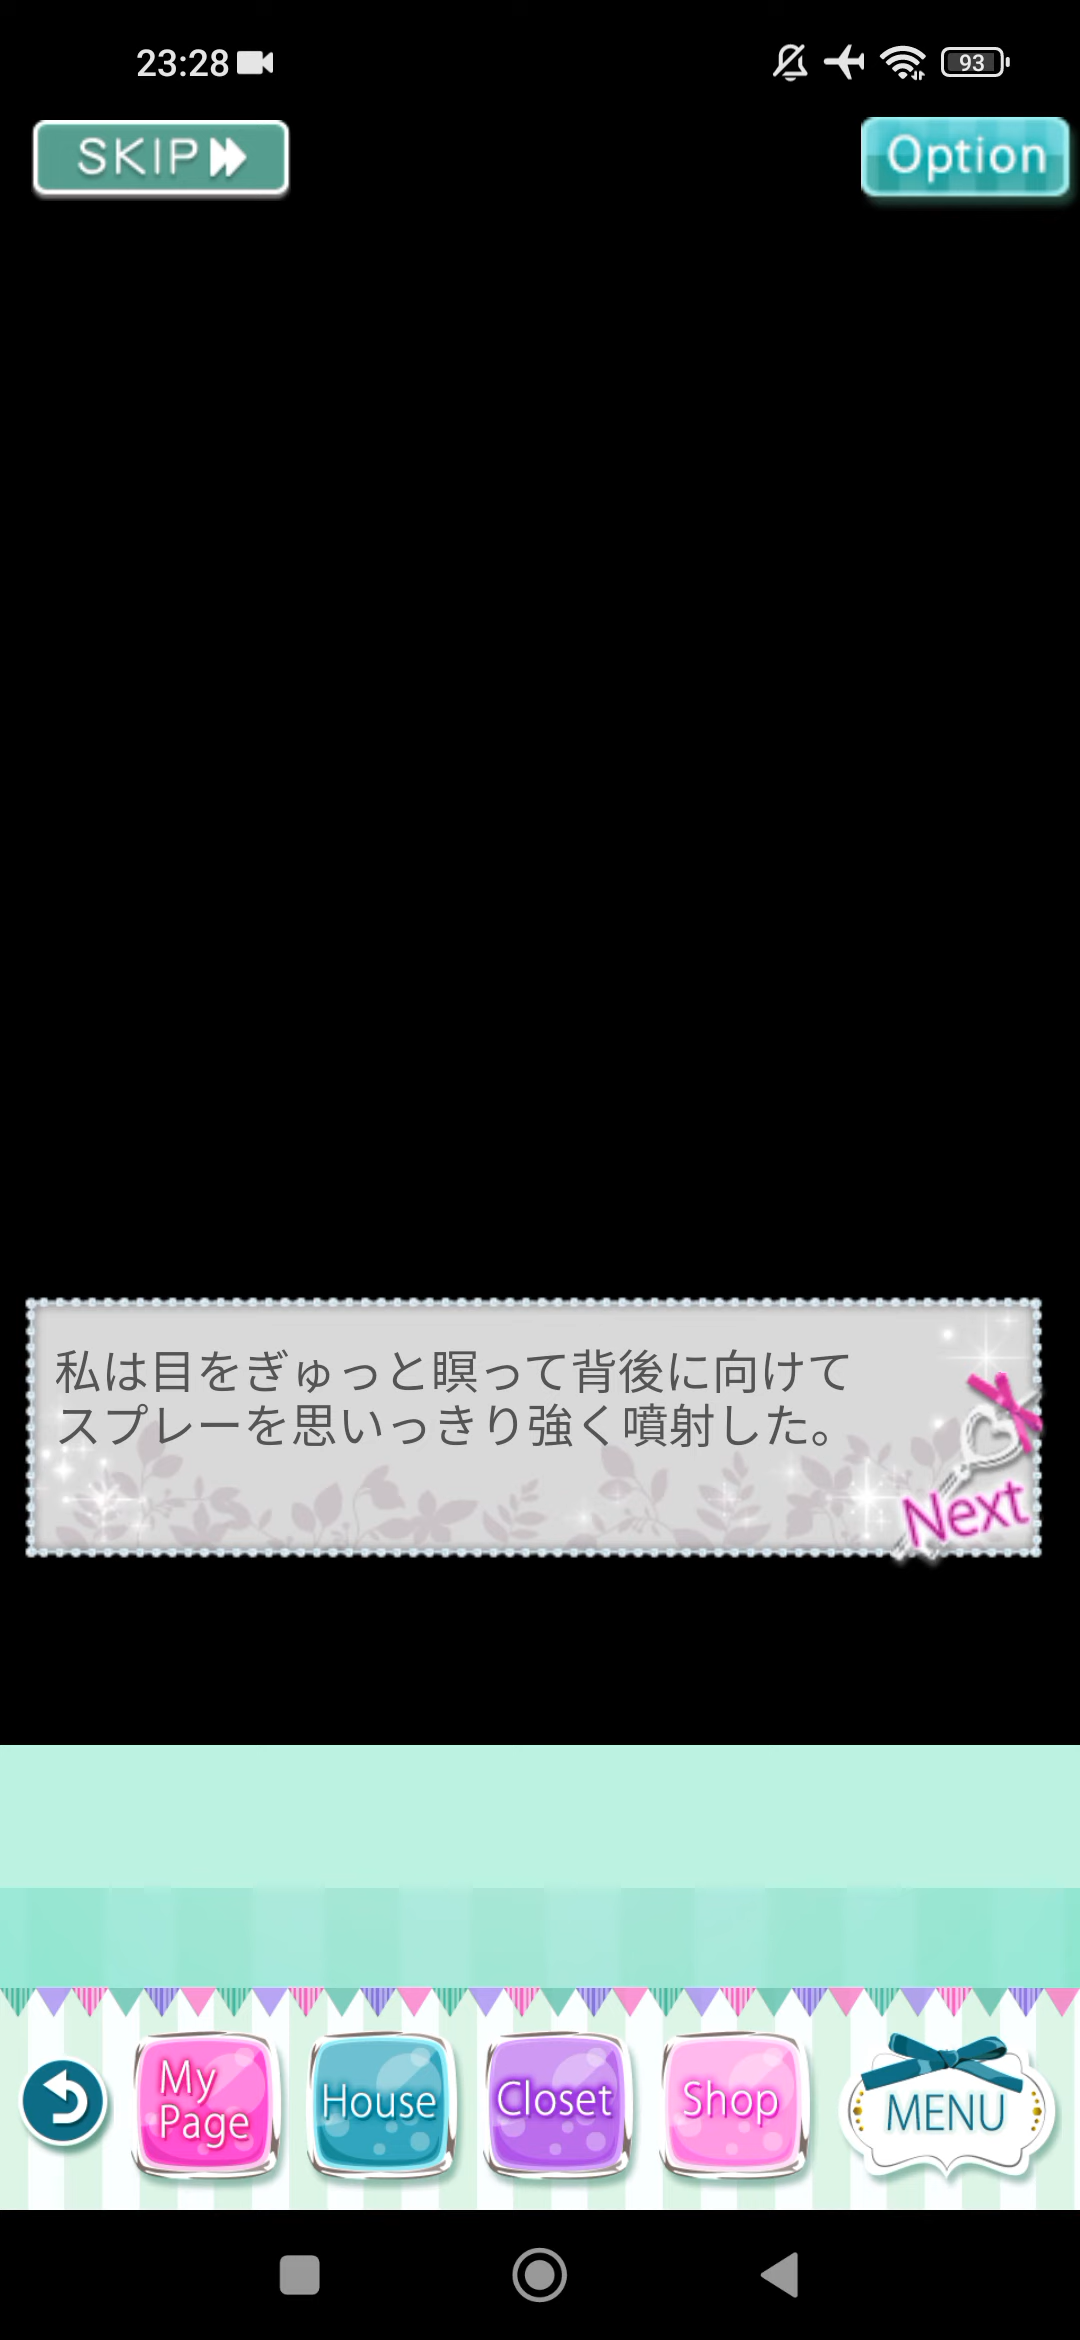 23:28
93
SKIP
Option
私は目をぎゅっと瞑って背後に向けて
スプレーを思いっきり強く噴射した。
Next
My
Page
House
Closet
Shop
MENU